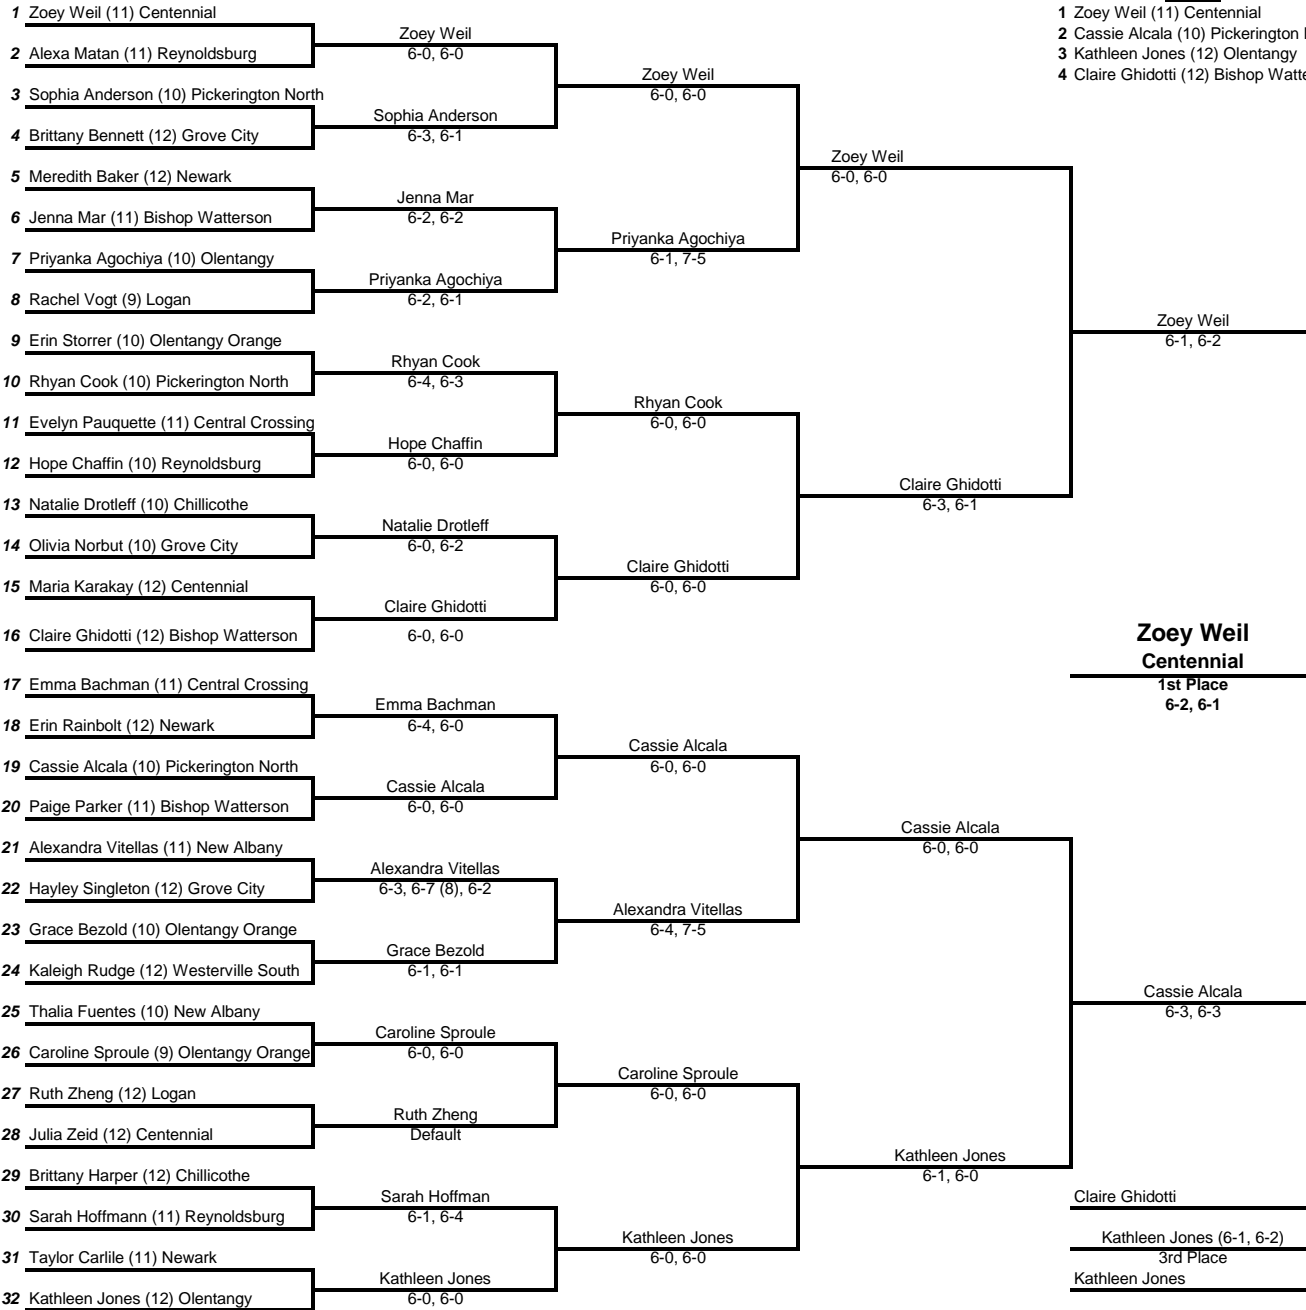 1 Zoey Weil (11) Centennial
2 Alexa Matan (11) Reynoldsburg
3 Sophia Anderson (10) Pickerington North
4 Brittany Bennett (12) Grove City
5 Meredith Baker (12) Newark
6 Jenna Mar (11) Bishop Watterson
7 Priyanka Agochiya (10) Olentangy
8 Rachel Vogt (9) Logan
9 Erin Storrer (10) Olentangy Orange
10 Rhyan Cook (10) Pickerington North
11 Evelyn Pauquette (11) Central Crossing
12 Hope Chaffin (10) Reynoldsburg
13 Natalie Drotleff (10) Chillicothe
14 Olivia Norbut (10) Grove City
15 Maria Karakay (12) Centennial
16 Claire Ghidotti (12) Bishop Watterson
17 Emma Bachman (11) Central Crossing
18 Erin Rainbolt (12) Newark
19 Cassie Alcala (10) Pickerington North
20 Paige Parker (11) Bishop Watterson
21 Alexandra Vitellas (11) New Albany
22 Hayley Singleton (12) Grove City
23 Grace Bezold (10) Olentangy Orange
24 Kaleigh Rudge (12) Westerville South
25 Thalia Fuentes (10) New Albany
26 Caroline Sproule (9) Olentangy Orange
27 Ruth Zheng (12) Logan
28 Julia Zeid (12) Centennial
29 Brittany Harper (12) Chillicothe
30 Sarah Hoffmann (11) Reynoldsburg
31 Taylor Carlile (11) Newark
32 Kathleen Jones (12) Olentangy
Zoey Weil
6-0, 6-0
Sophia Anderson
6-3, 6-1
Jenna Mar
6-2, 6-2
Priyanka Agochiya
6-2, 6-1
Rhyan Cook
6-4, 6-3
Hope Chaffin
6-0, 6-0
Natalie Drotleff
6-0, 6-2
Claire Ghidotti
6-0, 6-0
Emma Bachman
6-4, 6-0
Cassie Alcala
6-0, 6-0
Alexandra Vitellas
6-3, 6-7 (8), 6-2
Grace Bezold
6-1, 6-1
Caroline Sproule
6-0, 6-0
Ruth Zheng
Default
Sarah Hoffman
6-1, 6-4
Kathleen Jones
6-0, 6-0
Zoey Weil
6-0, 6-0
Priyanka Agochiya
6-1, 7-5
Rhyan Cook
6-0, 6-0
Claire Ghidotti
6-0, 6-0
Cassie Alcala
6-0, 6-0
Alexandra Vitellas
6-4, 7-5
Caroline Sproule
6-0, 6-0
Kathleen Jones
6-0, 6-0
Zoey Weil
6-0, 6-0
Claire Ghidotti
6-3, 6-1
Cassie Alcala
6-0, 6-0
Kathleen Jones
6-1, 6-0
1 Zoey Weil (11) Centennial
2 Cassie Alcala (10) Pickerington
3 Kathleen Jones (12) Olentangy
4 Claire Ghidotti (12) Bishop
Zoey Weil
6-1, 6-2
Zoey Weil
Centennial
1st Place
6-2, 6-1
Cassie Alcala
6-3, 6-3
Claire Ghidotti
Kathleen Jones (6-1, 6-2)
3rd Place
Kathleen Jones